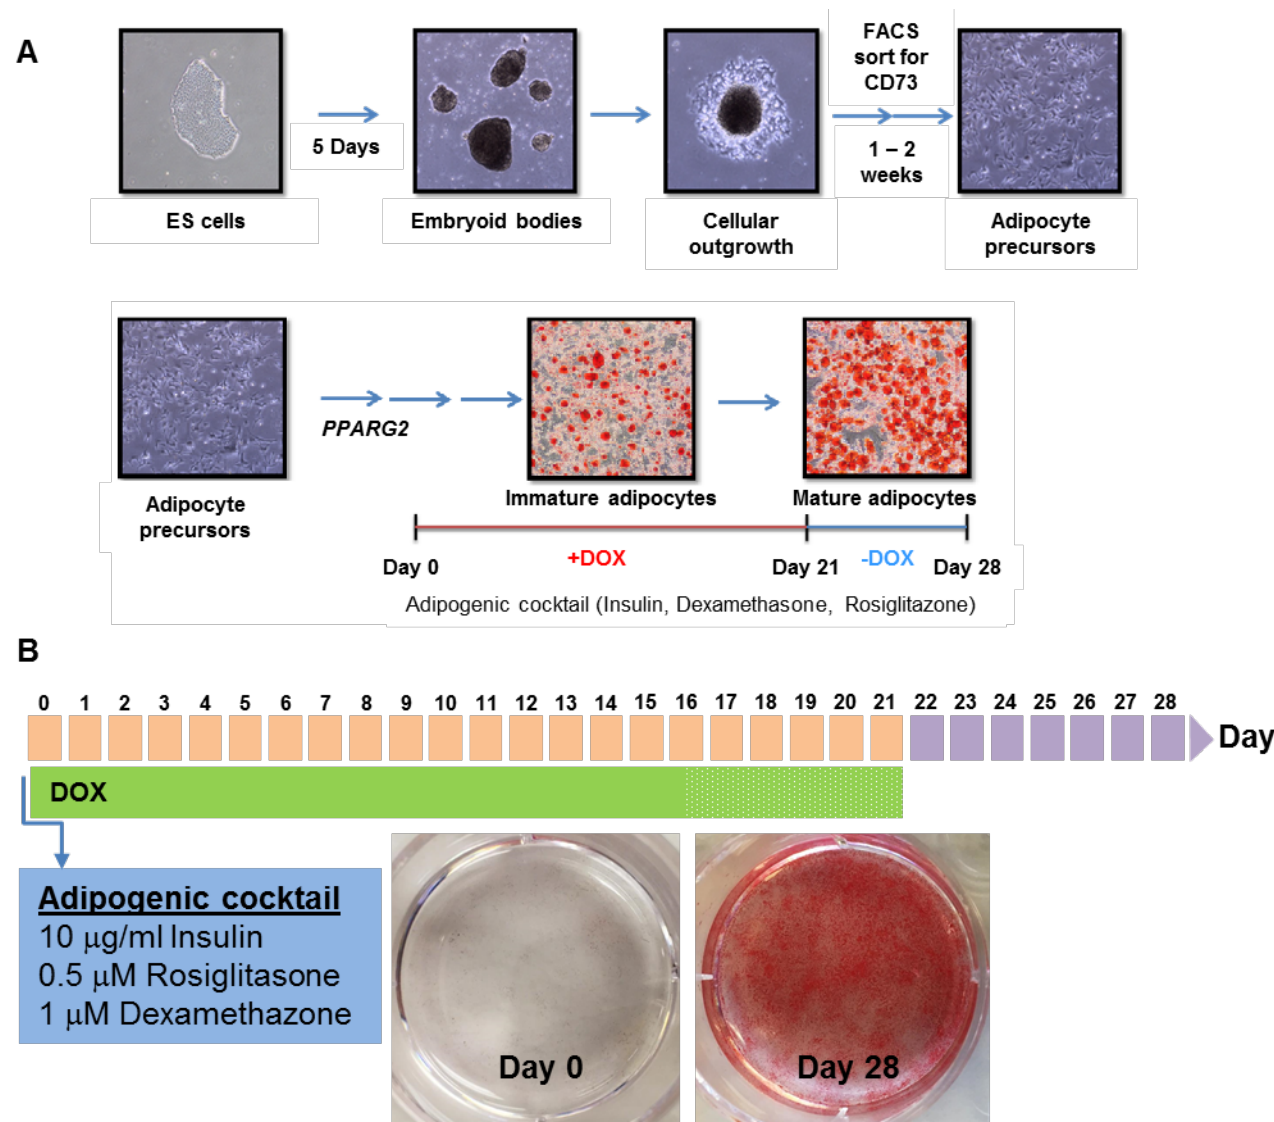 A
FACS
sort for
CD73
5 Days
1 – 2
weeks
ES cells
Embryoid bodies
Cellular
outgrowth
Adipocyte
precursors
PPARG2
Adipocyte
precursors
Immature adipocytes
Mature adipocytes
+DOX
-DOX
Day 0
Day 21
Day 28
Adipogenic cocktail (Insulin, Dexamethasone, Rosiglitazone)
B
0 1 2 3 4 5 6 7 8 9 10 11 12 13 14 15 16 17 18 19 20 21 22 23 24 25 26 27 28
Day
DOX
Adipogenic cocktail
10 μg/ml Insulin
0.5 μM Rosiglitasone
1 μM Dexamethazone
Day 0
Day 28